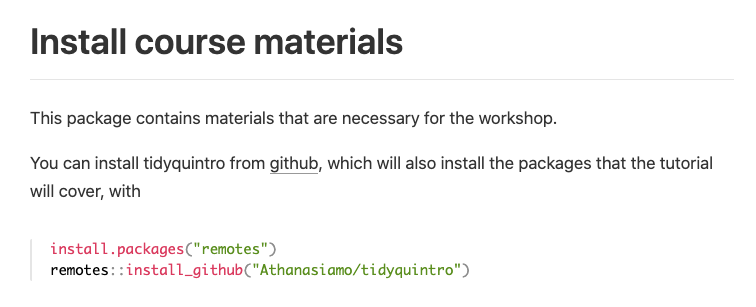 Install course materials
This package contains materials that are necessary for the workshop.
You can install tidyquintro from github, which will also install the packages that the tutorial
will cover, with
install.packages("remotes")
remotes::install_github("Athanasiamo/tidyquintro")